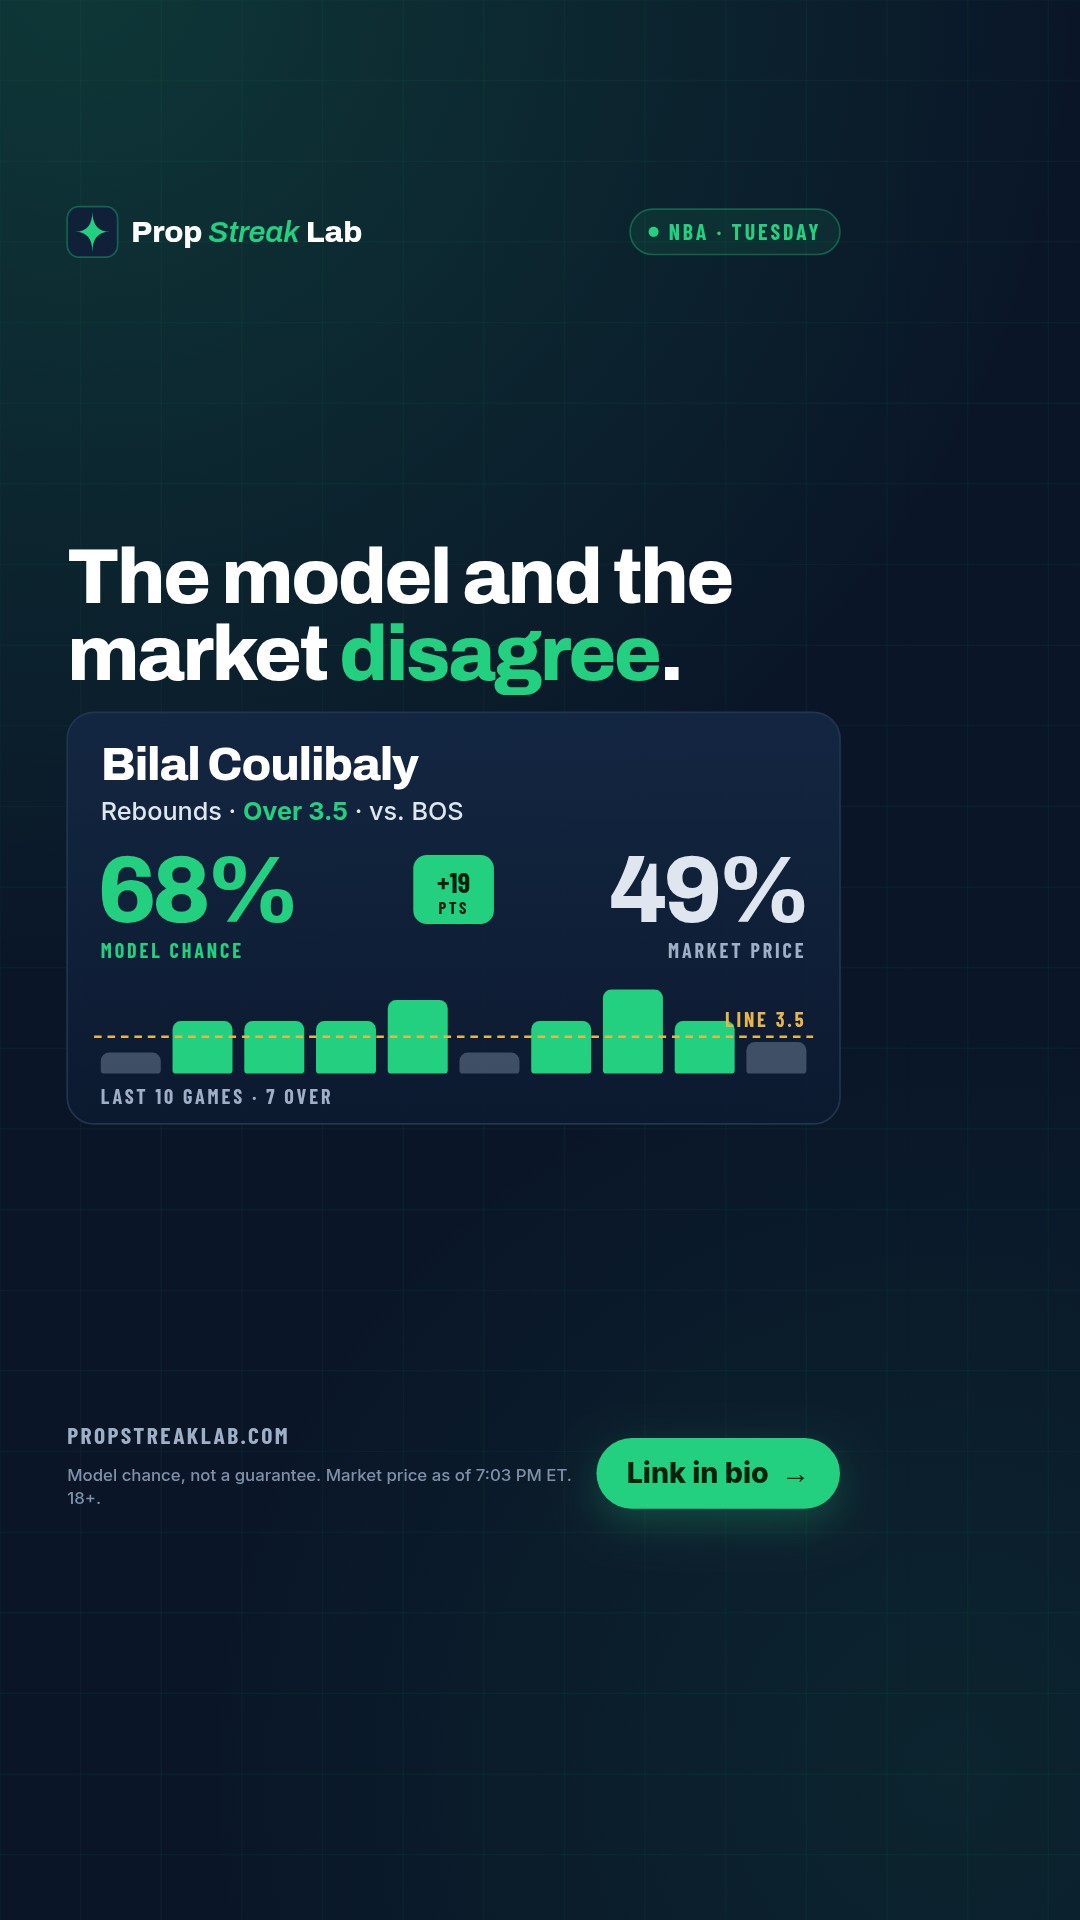 Prop Streak Lab
NBA · TUESDAY
The model and the
market disagree.
Bilal Coulibaly
Rebounds · Over 3.5 · vs. BOS
68%
+19
PTS
49%
MODEL CHANCE
MARKET PRICE
LINE 3.5
LAST 10 GAMES · 7 OVER
PROPSTREAKLAB.COM
Model chance, not a guarantee. Market price as of 7:03 PM ET.
18+.
Link in bio →